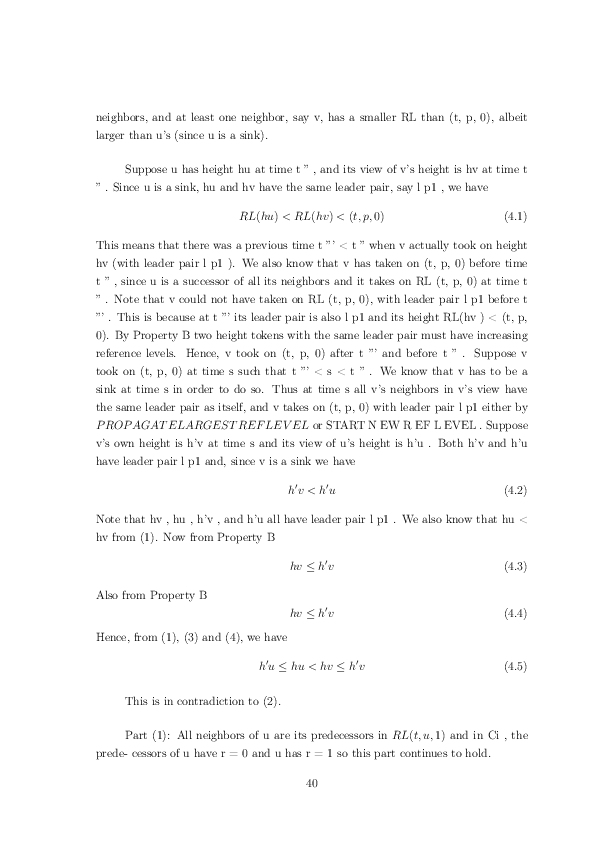 neighbors, and at least one neighbor, say v, has a smaller RL than (t, p, 0), albeit
larger than u's (since u is a sink).
Suppose u has height hu at time t ” , and its view of v's height is hv at time t
” . Since u is a sink, hu and hv have the same leader pair, say l p1 , we have
RL(hu) < RL(hv) < (t, p, 0) (4.1)
This means that there was a previous time t ”' < t ” when v actually took on height
hv (with leader pair l p1 ). We also know that v has taken on (t, p, 0) before time
t ” , since u is a successor of all its neighbors and it takes on RL (t, p, 0) at time t
” . Note that v could not have taken on RL (t, p, 0), with leader pair l p1 before t
”' . This is because at t ”' its leader pair is also l p1 and its height RL(hv ) < (t, p,
0). By Property B two height tokens with the same leader pair must have increasing
reference levels. Hence, v took on (t, p, 0) after t ”' and before t ” . Suppose v
took on (t, p, 0) at time s such that t ”' < s < t ” . We know that v has to be a
sink at time s in order to do so. Thus at time s all v's neighbors in v's view have
the same leader pair as itself, and v takes on (t, p, 0) with leader pair l p1 either by
PROPAGATELARGESTREFLEVEL or START N EW R EF L EVEL . Suppose
v's own height is h'v at time s and its view of u's height is h'u . Both h'v and h'u
have leader pair l p1 and, since v is a sink we have
h′v < h′u (4.2)
Note that hv , hu , h'v , and h'u all have leader pair l p1 . We also know that hu <
hv from (1). Now from Property B
hv ≤ h′v (4.3)
Also from Property B
hv ≤ h′v (4.4)
Hence, from (1), (3) and (4), we have
h′u ≤ hu < hv ≤ h′v (4.5)
This is in contradiction to (2).
Part (1): All neighbors of u are its predecessors in RL(t, u, 1) and in Ci , the
prede- cessors of u have r = 0 and u has r = 1 so this part continues to hold.
40